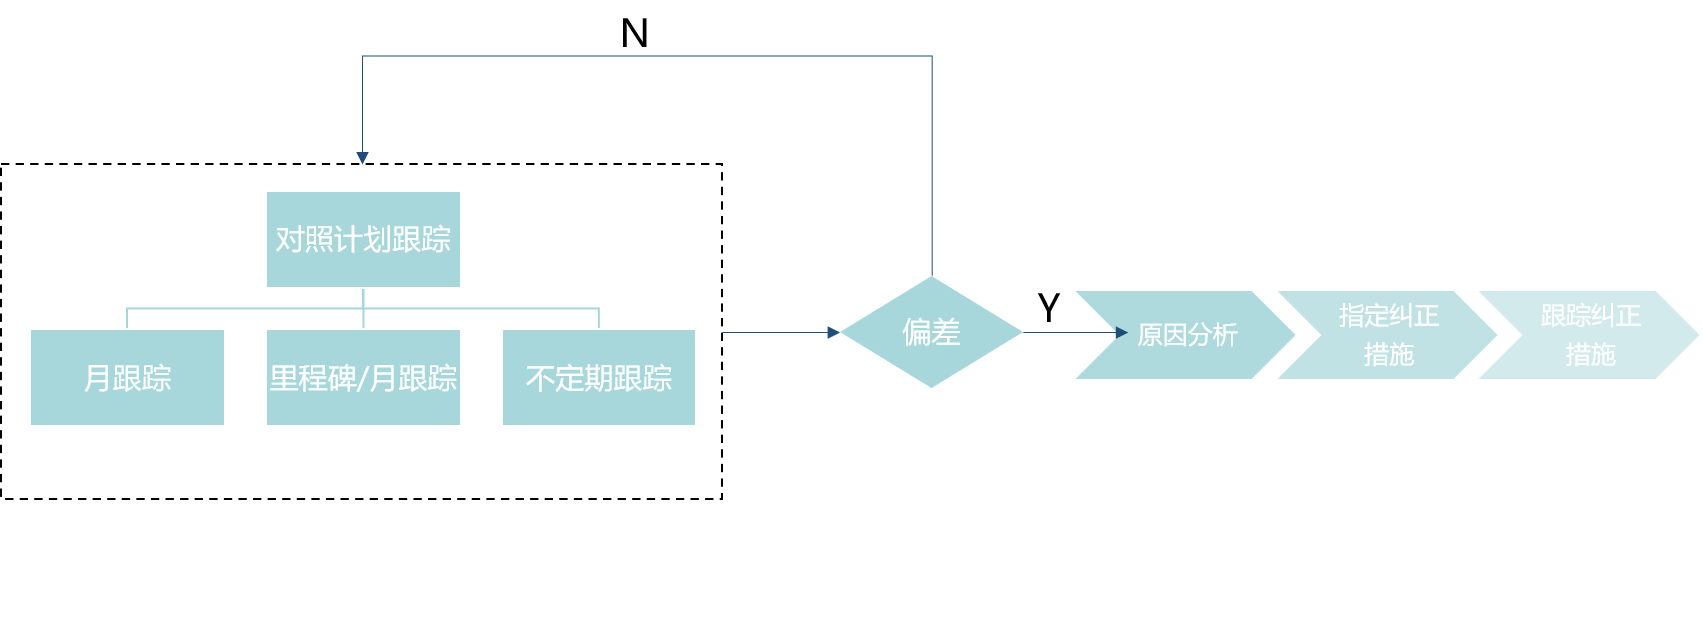 N
对照计划跟踪
月跟踪
里程碑/月跟踪
不定期跟踪
偏差
Y
原因分析
指定纠正
措施
跟踪纠正
措施